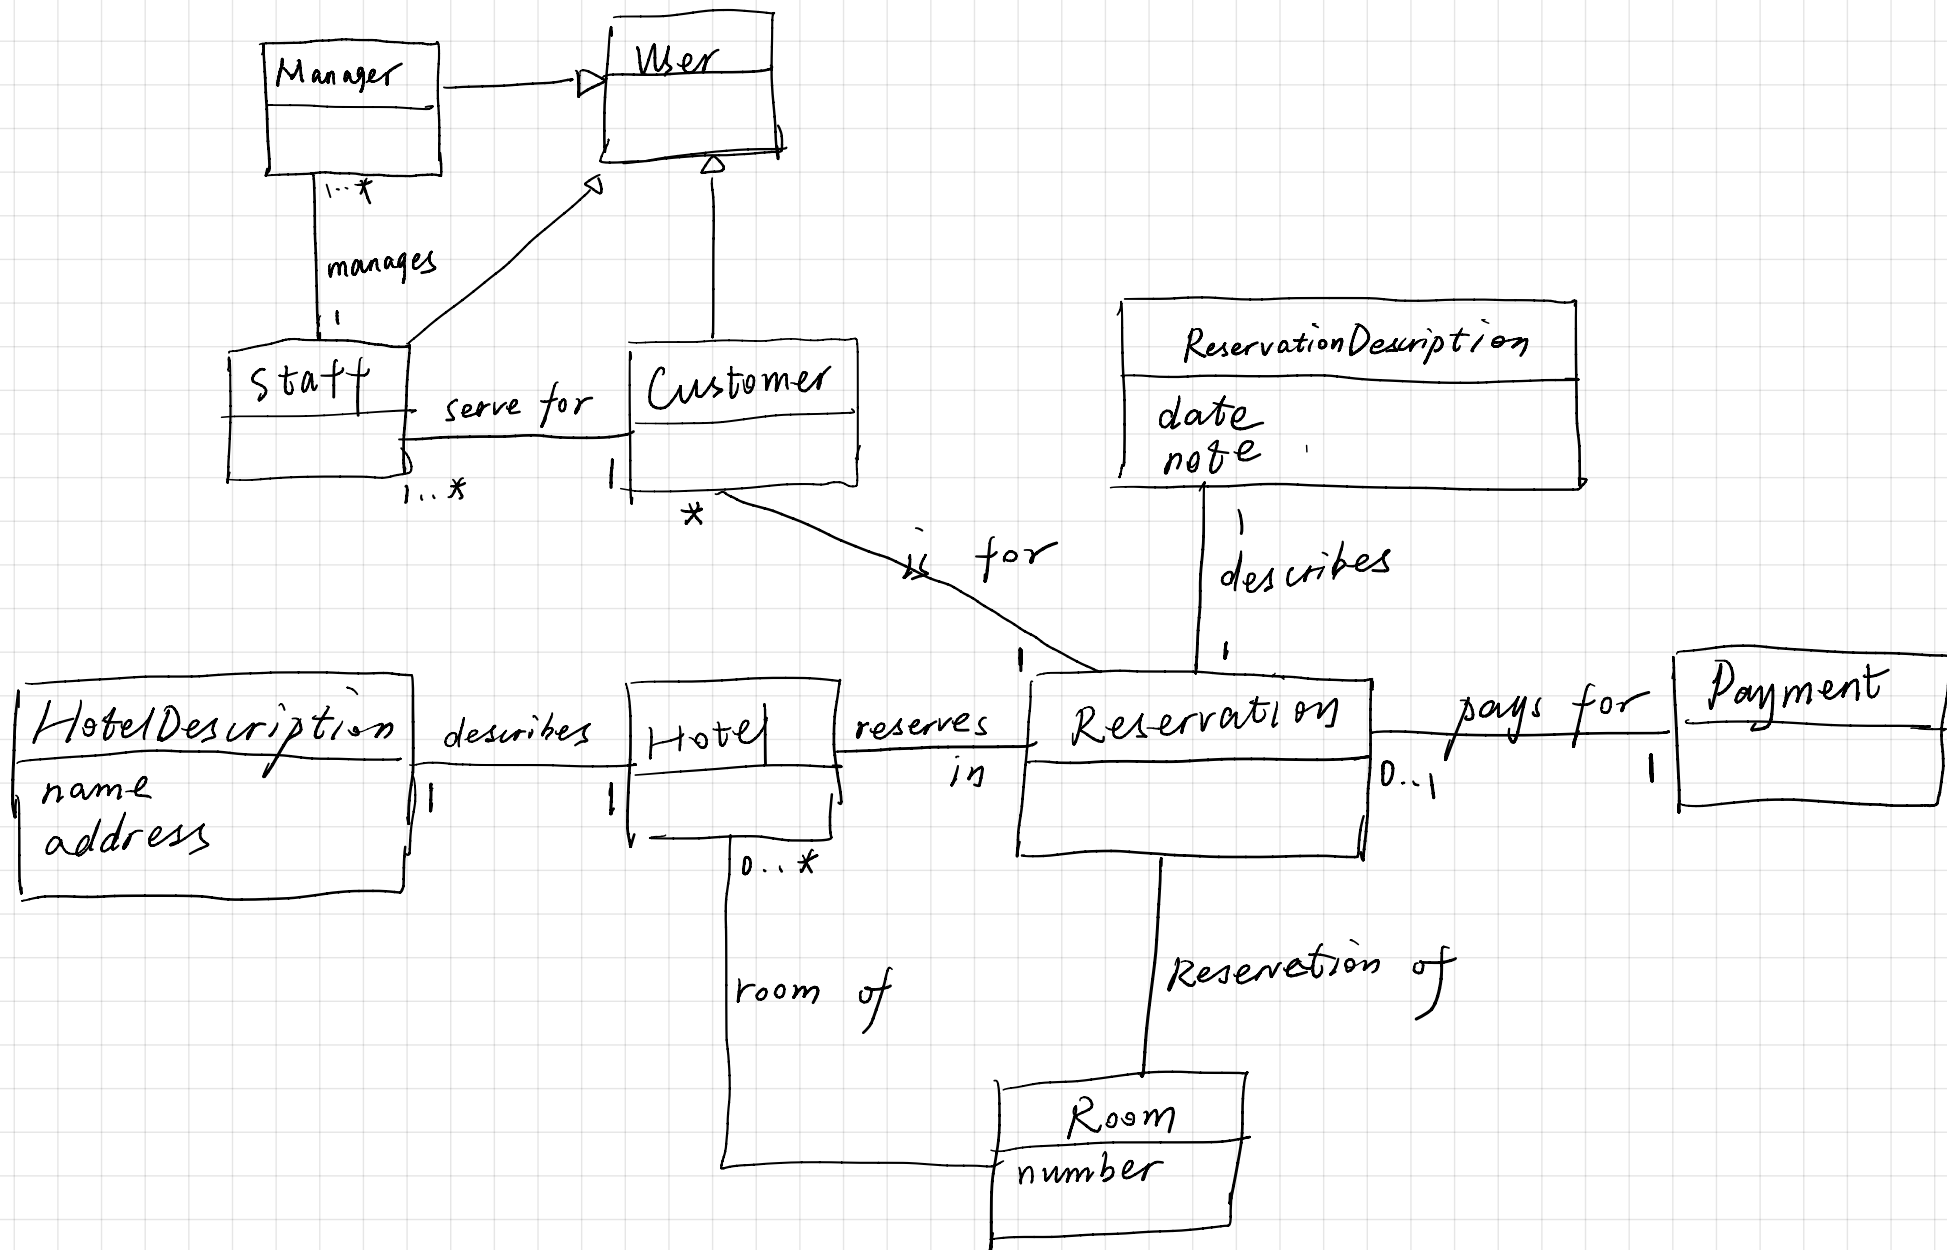 Manager
User
1..*
manages
1
Staff
serve for
1..*
1
Customer
*
is for
1
ReservationDescription
date
note
1
describes
1
HotelDescription
name
address
describes
1
1
Hotel
reserves
in
Reservation
pays for
0..1
1
Payment
0..*
room of
Reservation of
Room
number